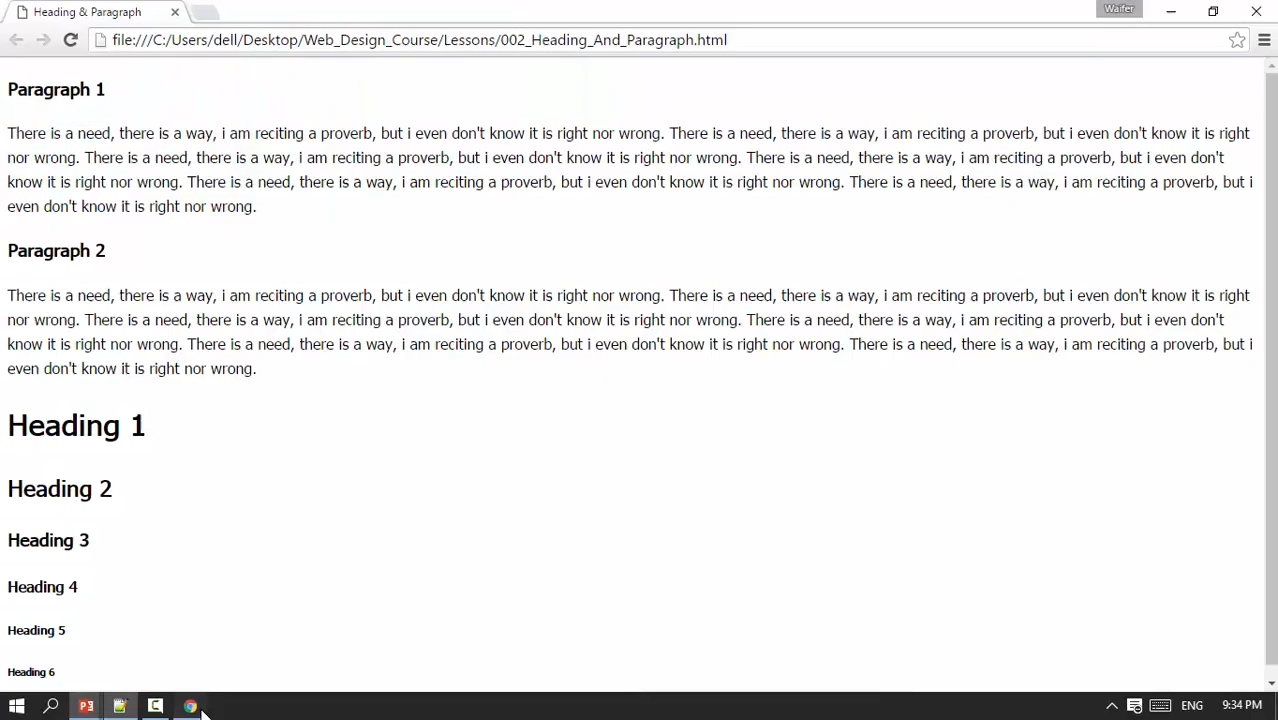 Heading & Paragraph
Waifer
file:///C:/Users/dell/Desktop/Web_Design_Course/Lessons/002_Heading_And_Paragraph.html
Paragraph 1
There is a need, there is a way, i am reciting a proverb, but i even don't know it is right nor wrong. There is a need, there is a way, i am reciting a proverb, but i even don't know it is right
nor wrong. There is a need, there is a way, i am reciting a proverb, but i even don't know it is right nor wrong. There is a need, there is a way, i am reciting a proverb, but i even don't
know it is right nor wrong. There is a need, there is a way, i am reciting a proverb, but i even don't know it is right nor wrong. There is a need, there is a way, i am reciting a proverb, but i
even don't know it is right nor wrong.
Paragraph 2
There is a need, there is a way, i am reciting a proverb, but i even don't know it is right nor wrong. There is a need, there is a way, i am reciting a proverb, but i even don't know it is right
nor wrong. There is a need, there is a way, i am reciting a proverb, but i even don't know it is right nor wrong. There is a need, there is a way, i am reciting a proverb, but i even don't
know it is right nor wrong. There is a need, there is a way, i am reciting a proverb, but i even don't know it is right nor wrong. There is a need, there is a way, i am reciting a proverb, but i
even don't know it is right nor wrong.
Heading 1
Heading 2
Heading 3
Heading 4
Heading 5
Heading 6
ENG
9:34 PM